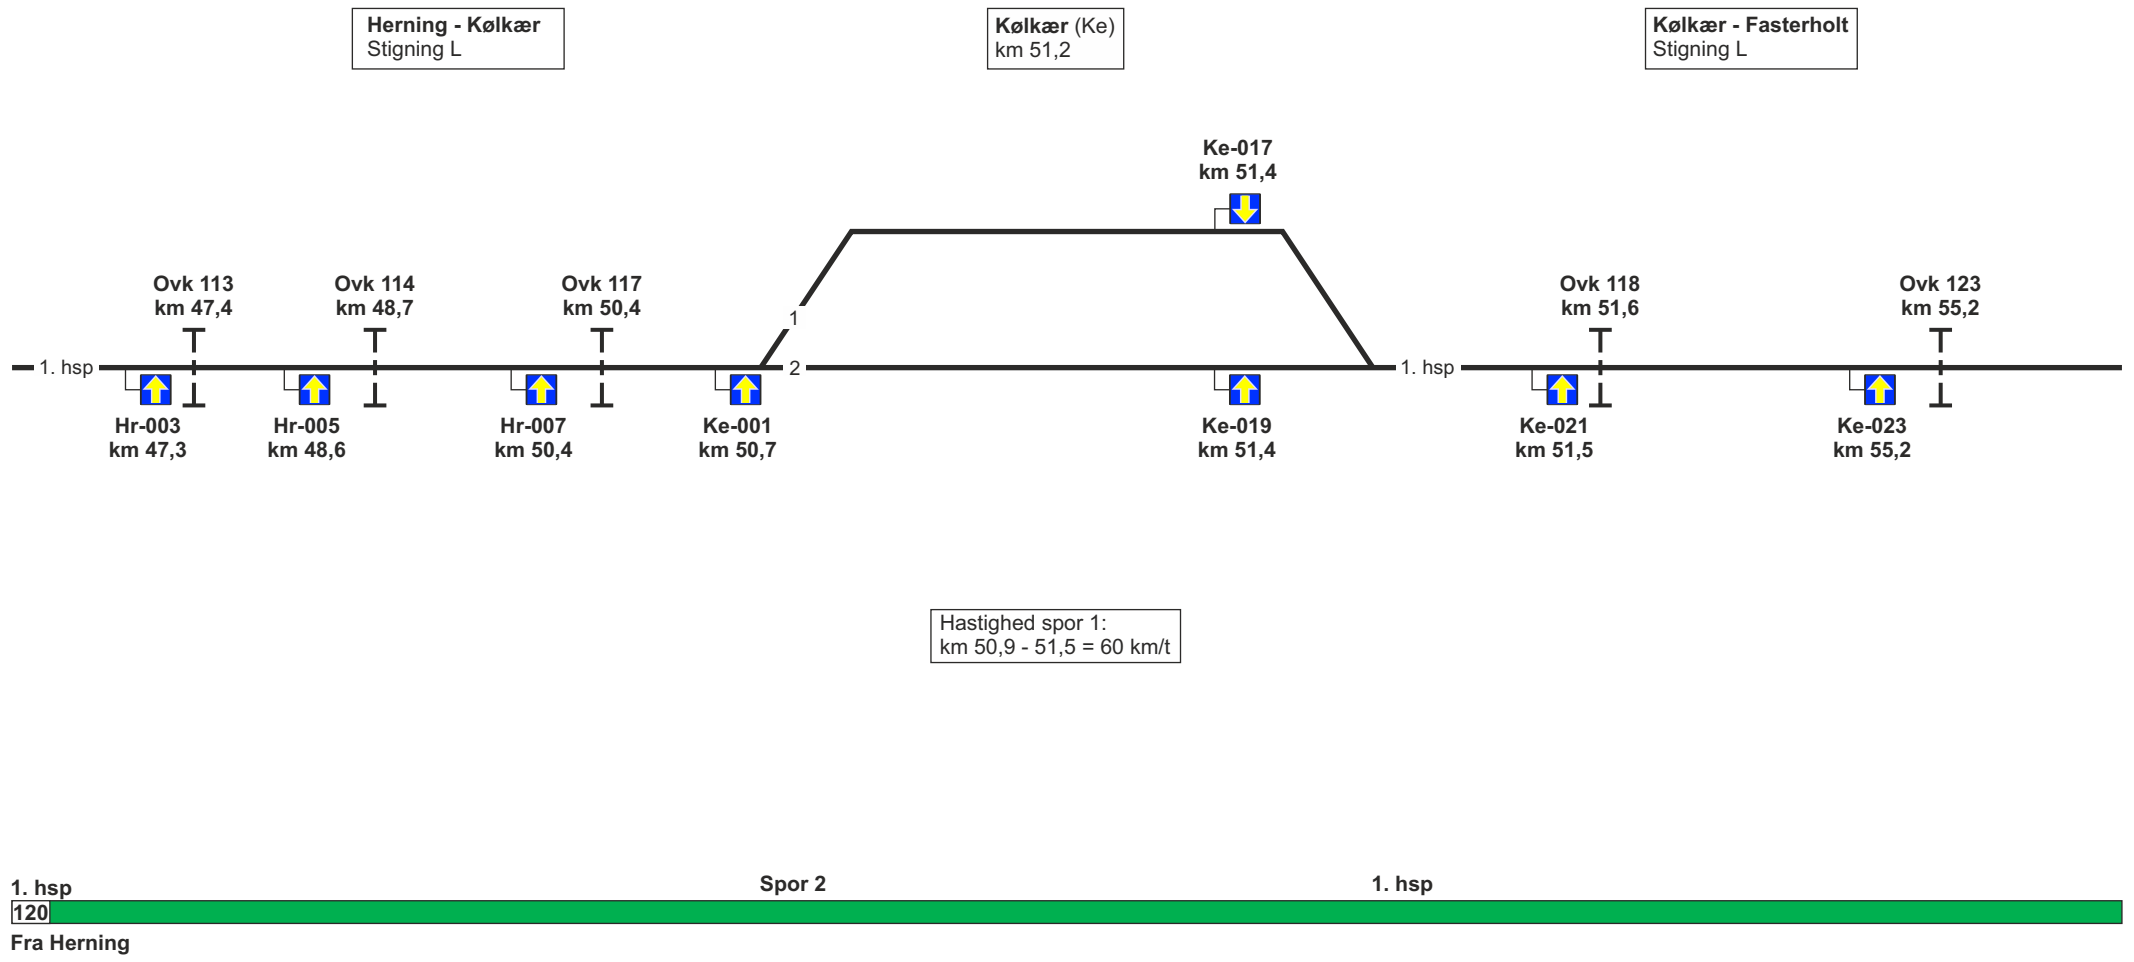 Herning - Kølkær
Stigning L
Kølkær (Ke)
km 51,2
Kølkær - Fasterholt
Stigning L
Ke-017
km 51,4
Ovk 113
km 47,4
Ovk 114
km 48,7
Ovk 117
km 50,4
Ovk 118
km 51,6
Ovk 123
km 55,2
1
1. hsp
2
1. hsp
Hr-003
km 47,3
Hr-005
km 48,6
Hr-007
km 50,4
Ke-001
km 50,7
Ke-019
km 51,4
Ke-021
km 51,5
Ke-023
km 55,2
Hastighed spor 1:
km 50,9 - 51,5 = 60 km/t
1. hsp
Spor 2
1. hsp
120
Fra Herning